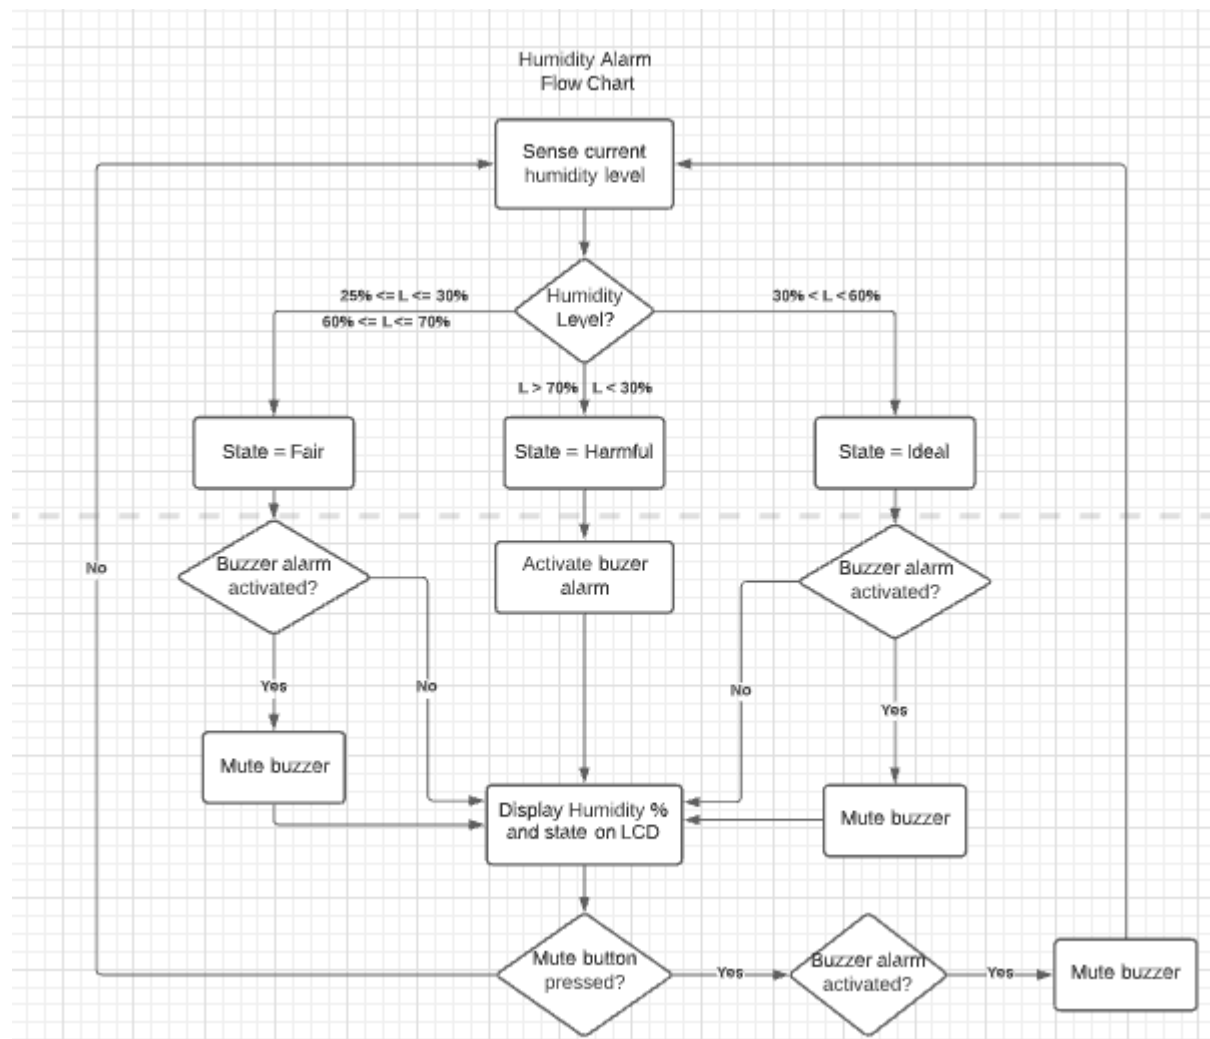 Humidity Alarm
Flow Chart
Sense current
humidity level
25% <= L <= 30%
60% <= L <= 70%
Humidity
Level?
30% < L < 60%
L > 70%
L < 30%
State = Fair
State = Harmful
State = Ideal
Buzzer alarm
activated?
Activate buzer
alarm
Buzzer alarm
activated?
No
Yes
No
No
Yes
Mute buzzer
Display Humidity %
and state on LCD
Mute buzzer
Mute button
pressed?
Yes
Buzzer alarm
activated?
Yes
Mute buzzer